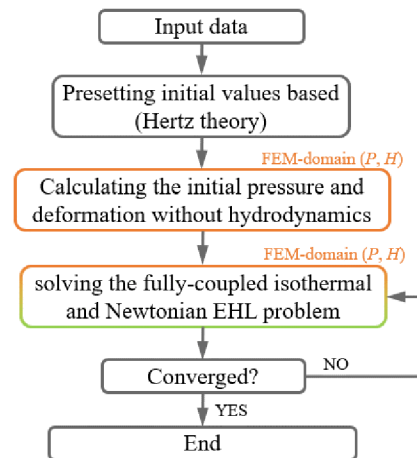 Input data
Presetting initial values based
(Hertz theory)
FEM-domain (P, H)
Calculating the initial pressure and
deformation without hydrodynamics
FEM-domain (P, H)
solving the fully-coupled isothermal
and Newtonian EHL problem
Converged?
NO
YES
End